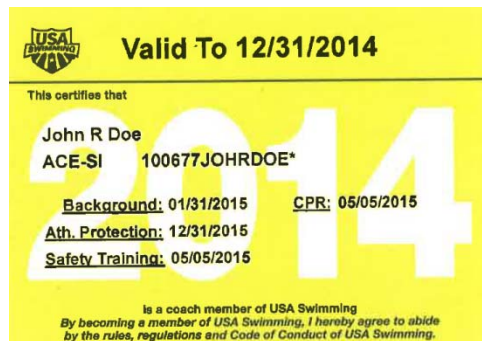 USA
SWIMMING
Valid To 12/31/2014
This certifies that
2014
John R Doe
ACE-SI 100677JOHRDOE*
Background: 01/31/2015 CPR: 05/05/2015
Ath. Protection: 12/31/2015
Safety Training: 05/05/2015
is a coach member of USA Swimming
By becoming a member of USA Swimming, I hereby agree to abide
by the rules, regulations and Code of Conduct of USA Swimming.